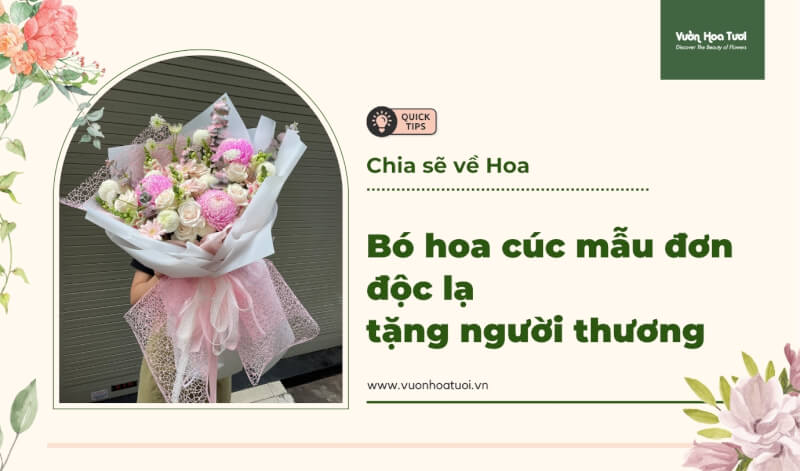 Vườn Hoa Tươi
Discover The Beauty of Flowers
QUICK
TIPS
Chia sẽ về Hoa
Bó hoa cúc mẫu đơn
độc lạ
tặng người thương
www.vuonhoatuoi.vn